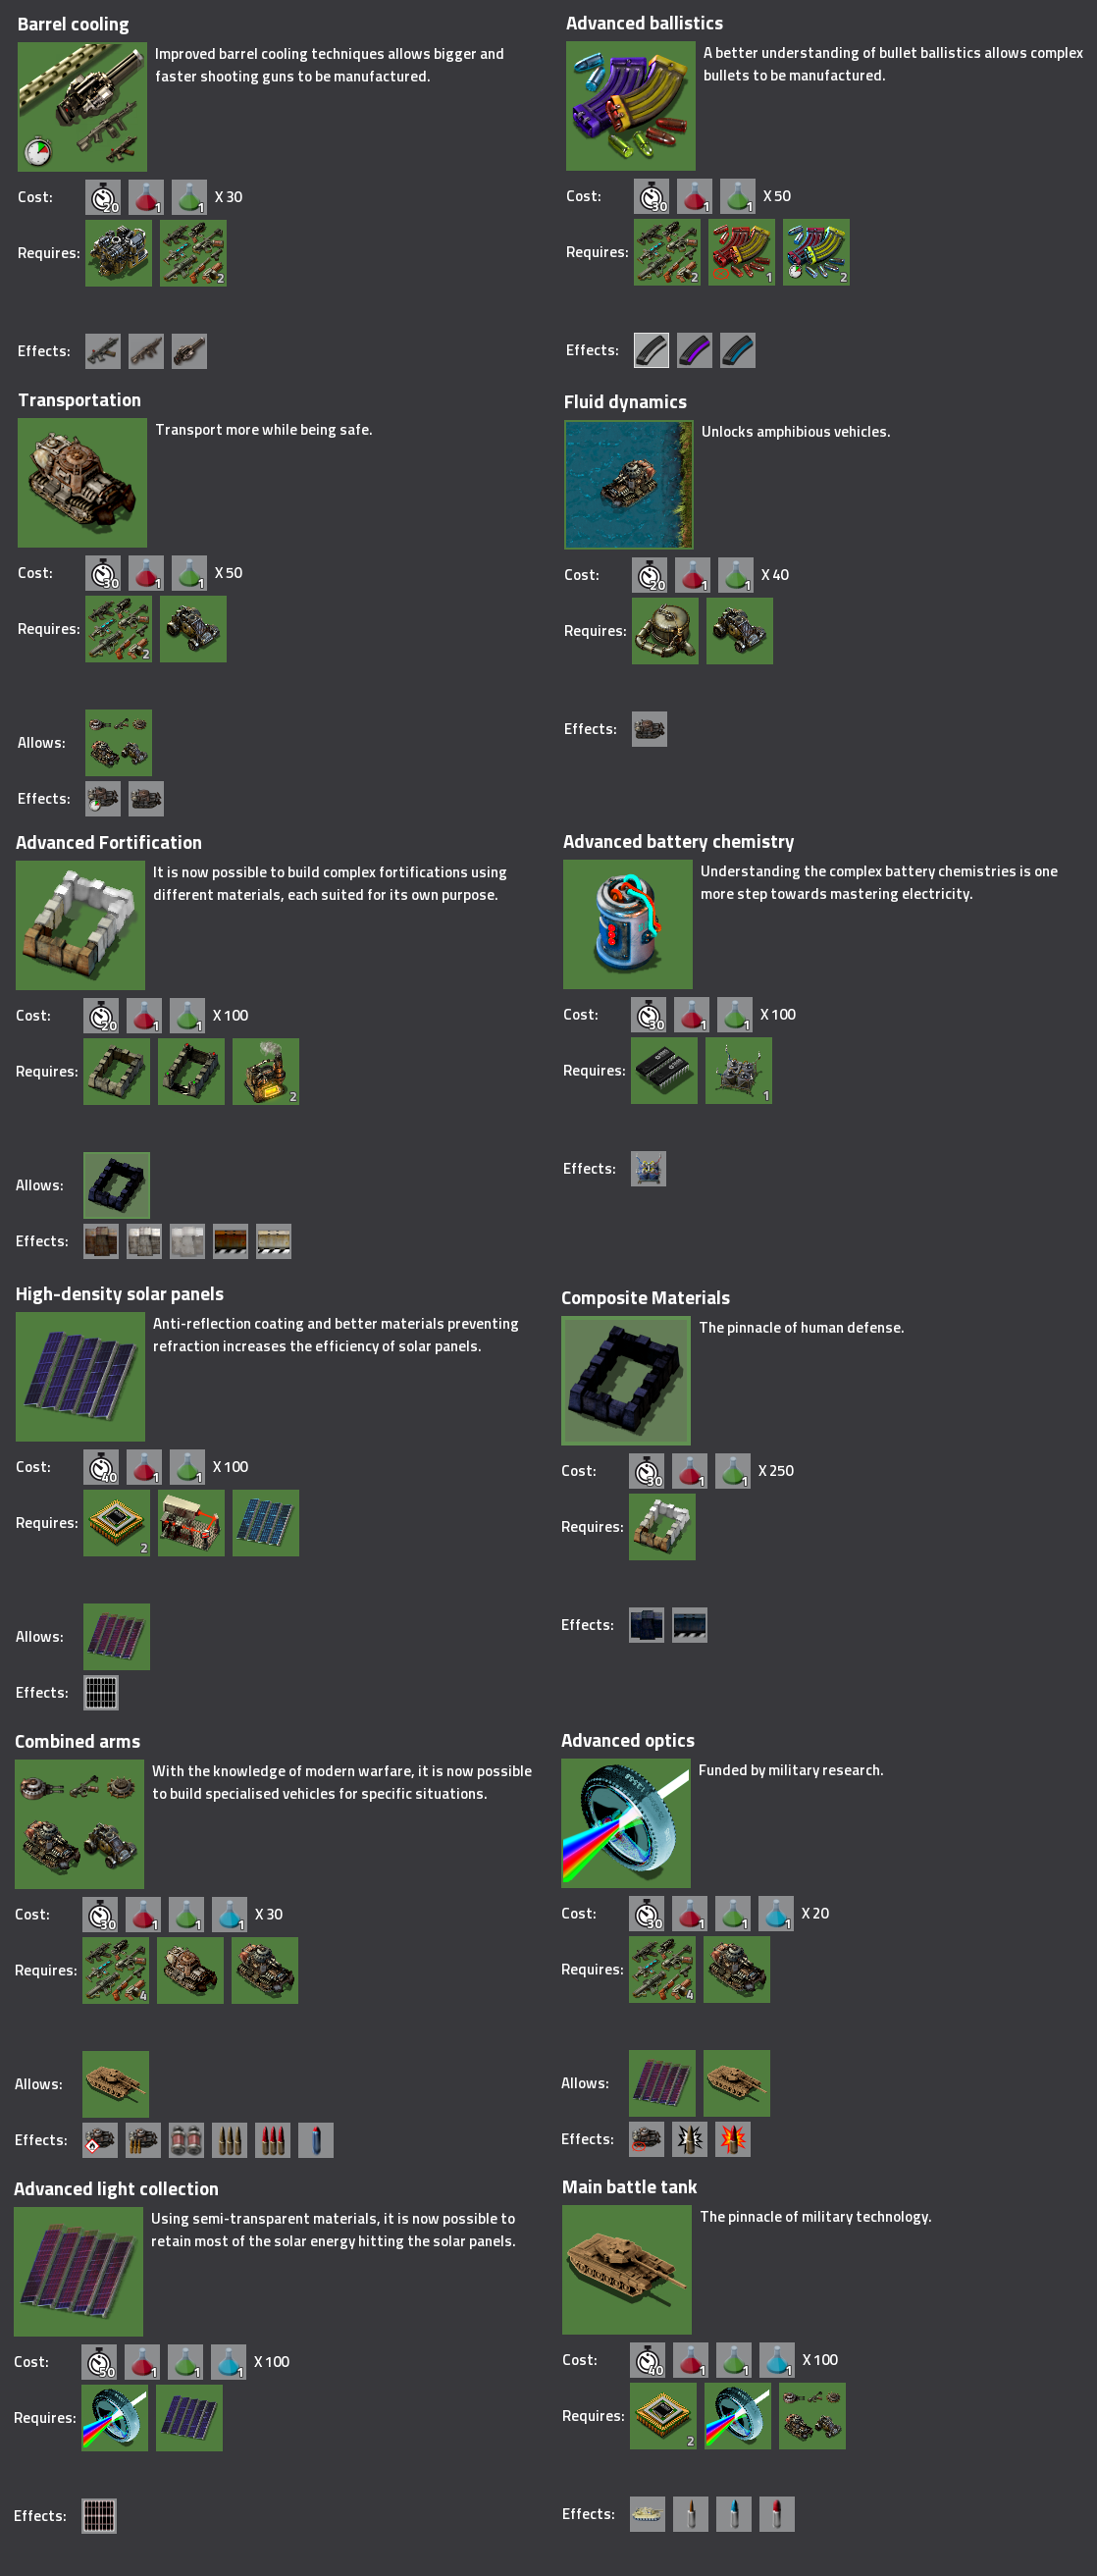 Barrel cooling
Improved barrel cooling techniques allows bigger and
faster shooting guns to be manufactured.
Cost: 20 1 1 X 30
Requires: 2
Effects:
Advanced ballistics
A better understanding of bullet ballistics allows complex
bullets to be manufactured.
Cost: 30 1 1 X 50
Requires: 2 1 2
Effects:
Transportation
Transport more while being safe.
Cost: 30 1 1 X 50
Requires: 2
Allows:
Effects:
Fluid dynamics
Unlocks amphibious vehicles.
Cost: 20 1 1 X 40
Requires:
Effects:
Advanced Fortification
It is now possible to build complex fortifications using
different materials, each suited for its own purpose.
Cost: 20 1 1 X 100
Requires: 2
Allows:
Effects:
Advanced battery chemistry
Understanding the complex battery chemistries is one
more step towards mastering electricity.
Cost: 30 1 1 X 100
Requires: 1
Effects:
High-density solar panels
Anti-reflection coating and better materials preventing
refraction increases the efficiency of solar panels.
Cost: 40 1 1 X 100
Requires: 2
Allows:
Effects:
Composite Materials
The pinnacle of human defense.
Cost: 30 1 1 X 250
Requires:
Effects:
Combined arms
With the knowledge of modern warfare, it is now possible
to build specialised vehicles for specific situations.
Cost: 30 1 1 1 X 30
Requires: 4
Allows:
Effects:
Advanced optics
Funded by military research.
Cost: 30 1 1 1 X 20
Requires: 4
Allows:
Effects:
Advanced light collection
Using semi-transparent materials, it is now possible to
retain most of the solar energy hitting the solar panels.
Cost: 50 1 1 1 X 100
Requires:
Effects:
Main battle tank
The pinnacle of military technology.
Cost: 40 1 1 1 X 100
Requires: 2
Effects: